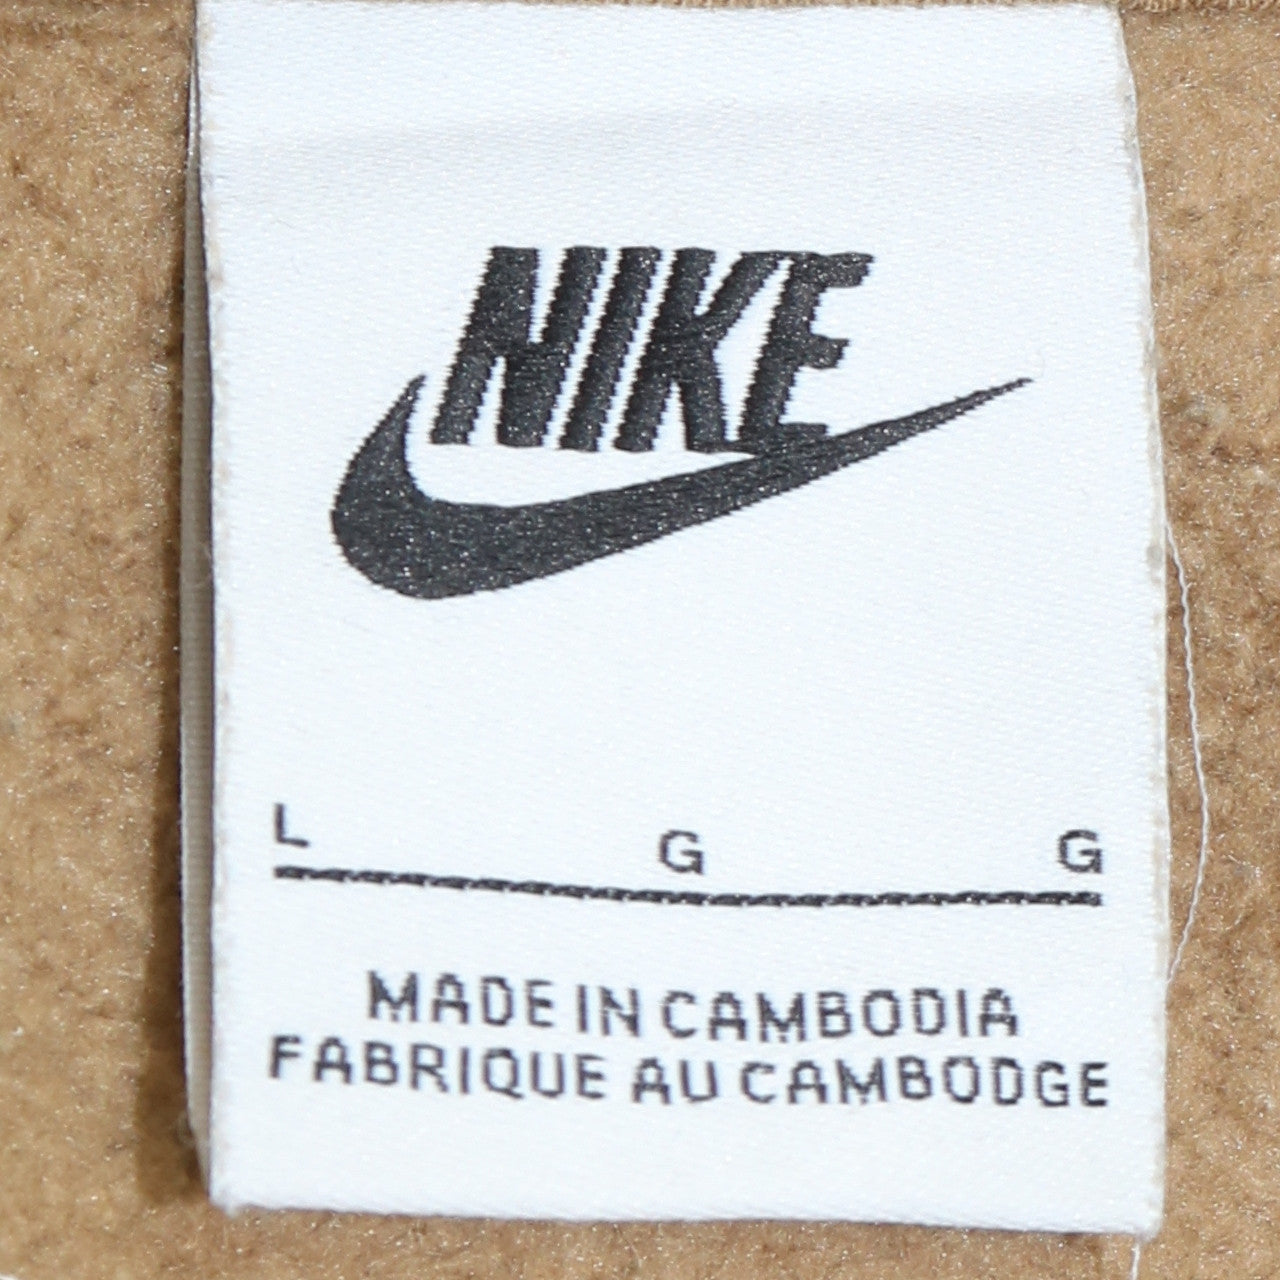 NIKE
L G G
MADE IN CAMBODIA
FABRIQUE AU CAMBODGE